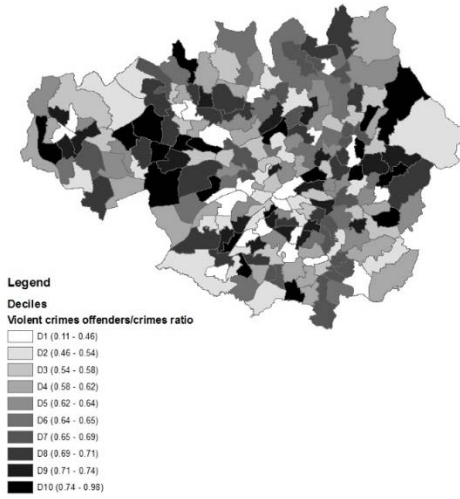 Legend
Deciles
Violent crimes offenders/crimes ratio
D1 (0.11 - 0.46)
D2 (0.46 - 0.54)
D3 (0.54 - 0.58)
D4 (0.58 - 0.62)
D5 (0.62 - 0.64)
D6 (0.64 - 0.65)
D7 (0.65 - 0.69)
D8 (0.69 - 0.71)
D9 (0.71 - 0.74)
D10 (0.74 - 0.98)